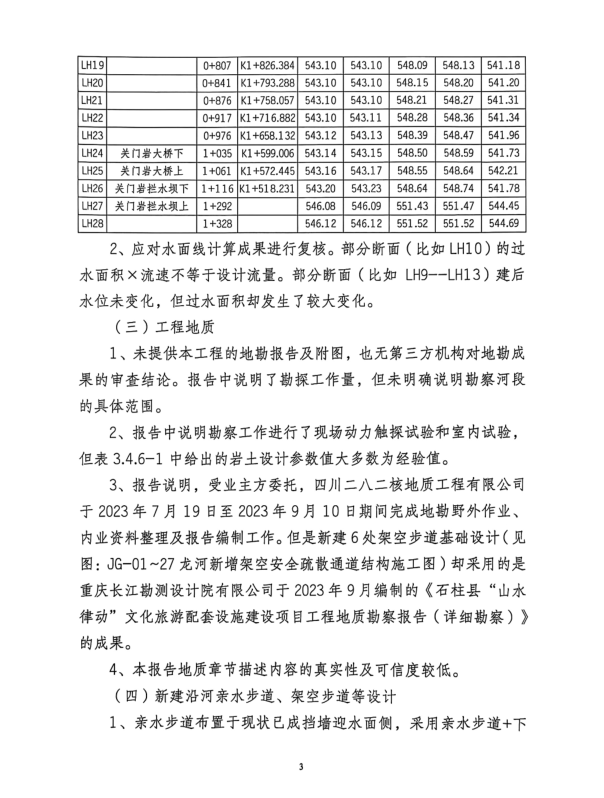 LH19 0+807 K1+826.384 543.10 543.10 548.09 548.13 541.18
LH20 0+841 K1+793.288 543.10 543.10 548.15 548.20 541.20
LH21 0+876 K1+758.057 543.10 543.10 548.21 548.27 541.31
LH22 0+917 K1+716.882 543.10 543.11 548.28 548.36 541.34
LH23 0+976 K1+658.132 543.12 543.13 548.39 548.47 541.96
LH24 关门岩大桥下 1+035 K1+599.006 543.14 543.15 548.50 548.59 541.73
LH25 关门岩大桥上 1+061 K1+572.445 543.16 543.17 548.55 548.64 542.21
LH26 关门岩拦水坝下 1+116 K1+518.231 543.20 543.23 548.64 548.74 541.78
LH27 关门岩拦水坝上 1+292 546.08 546.09 551.43 551.47 544.45
LH28 1+328 546.12 546.12 551.52 551.52 544.69
2、应对水面线计算成果进行复核。部分断面（比如LH10）的过
水面积×流速不等于设计流量。部分断面（比如 LH9--LH13）建后
水位未变化，但过水面积却发生了较大变化。
（三）工程地质
1、未提供本工程的地勘报告及附图，也无第三方机构对地勘成
果的审查结论。报告中说明了勘探工作量，但未明确说明勘察河段
的具体范围。
2、报告中说明勘察工作进行了现场动力触探试验和室内试验，
但表 3.4.6-1 中给出的岩土设计参数值大多数为经验值。
3、报告说明，受业主方委托，四川二八二核地质工程有限公司
于 2023 年 7 月 19 日至 2023 年 9 月 10 日期间完成地勘野外作业、
内业资料整理及报告编制工作。但是新建 6 处架空步道基础设计（见
图：JG-01~27 龙河新增架空安全疏散通道结构施工图）却采用的是
重庆长江勘测设计院有限公司于 2023 年 9 月编制的《石柱县“山水
律动”文化旅游配套设施建设项目工程地质勘察报告（详细勘察）》
的成果。
4、本报告地质章节描述内容的真实性及可信度较低。
（四）新建沿河亲水步道、架空步道等设计
1、亲水步道布置于现状已成挡墙迎水面侧，采用亲水步道+下
3